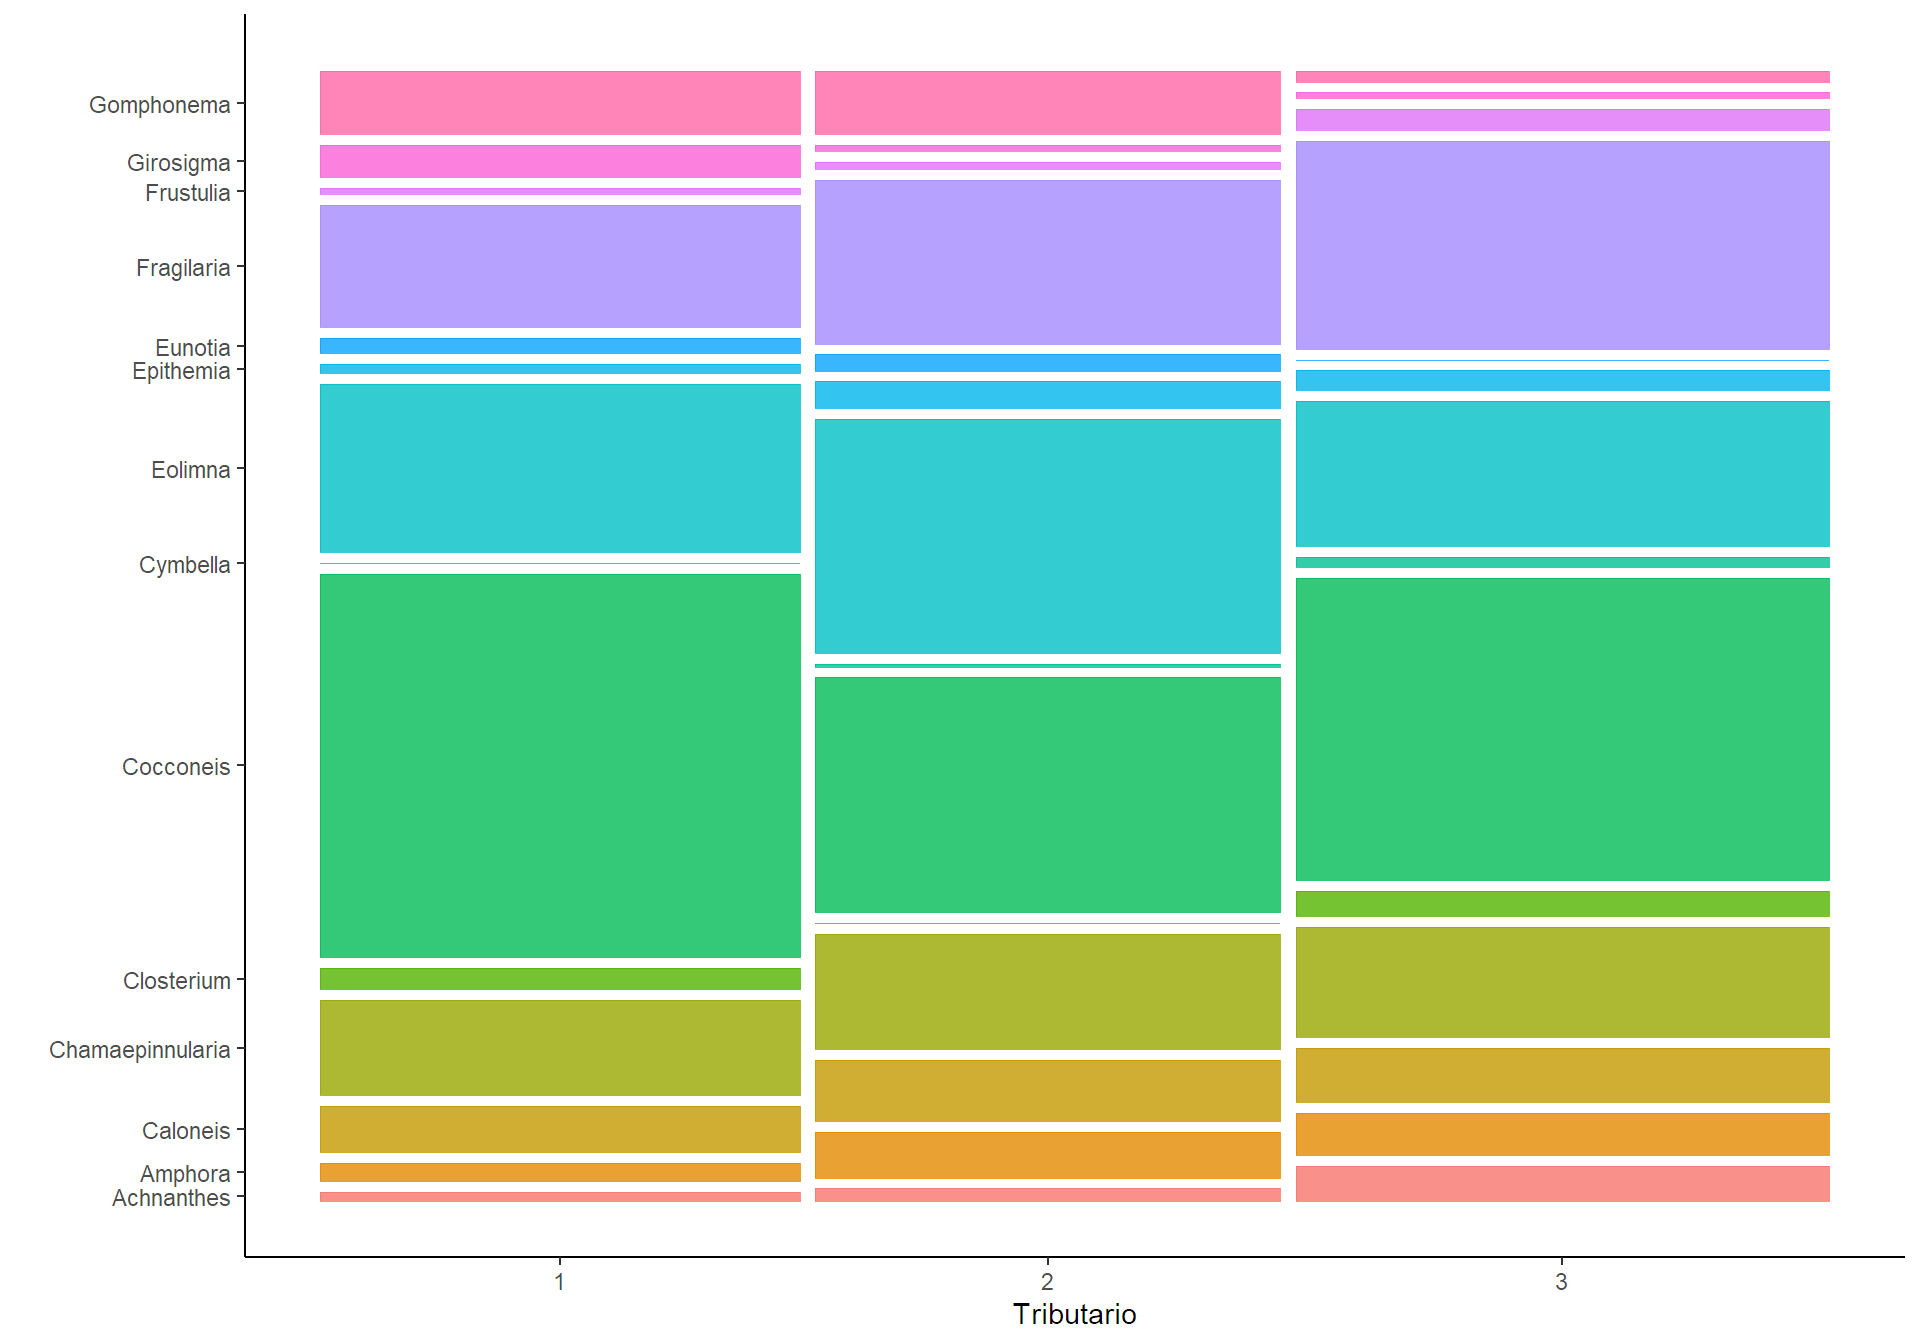 Gomphonema
Girosigma
Frustulia
Fragilaria
Eunotia
Epithemia
Eolimna
Cymbella
Cocconeis
Closterium
Chamaepinnularia
Caloneis
Amphora
Achnanthes
1 2 3
Tributario